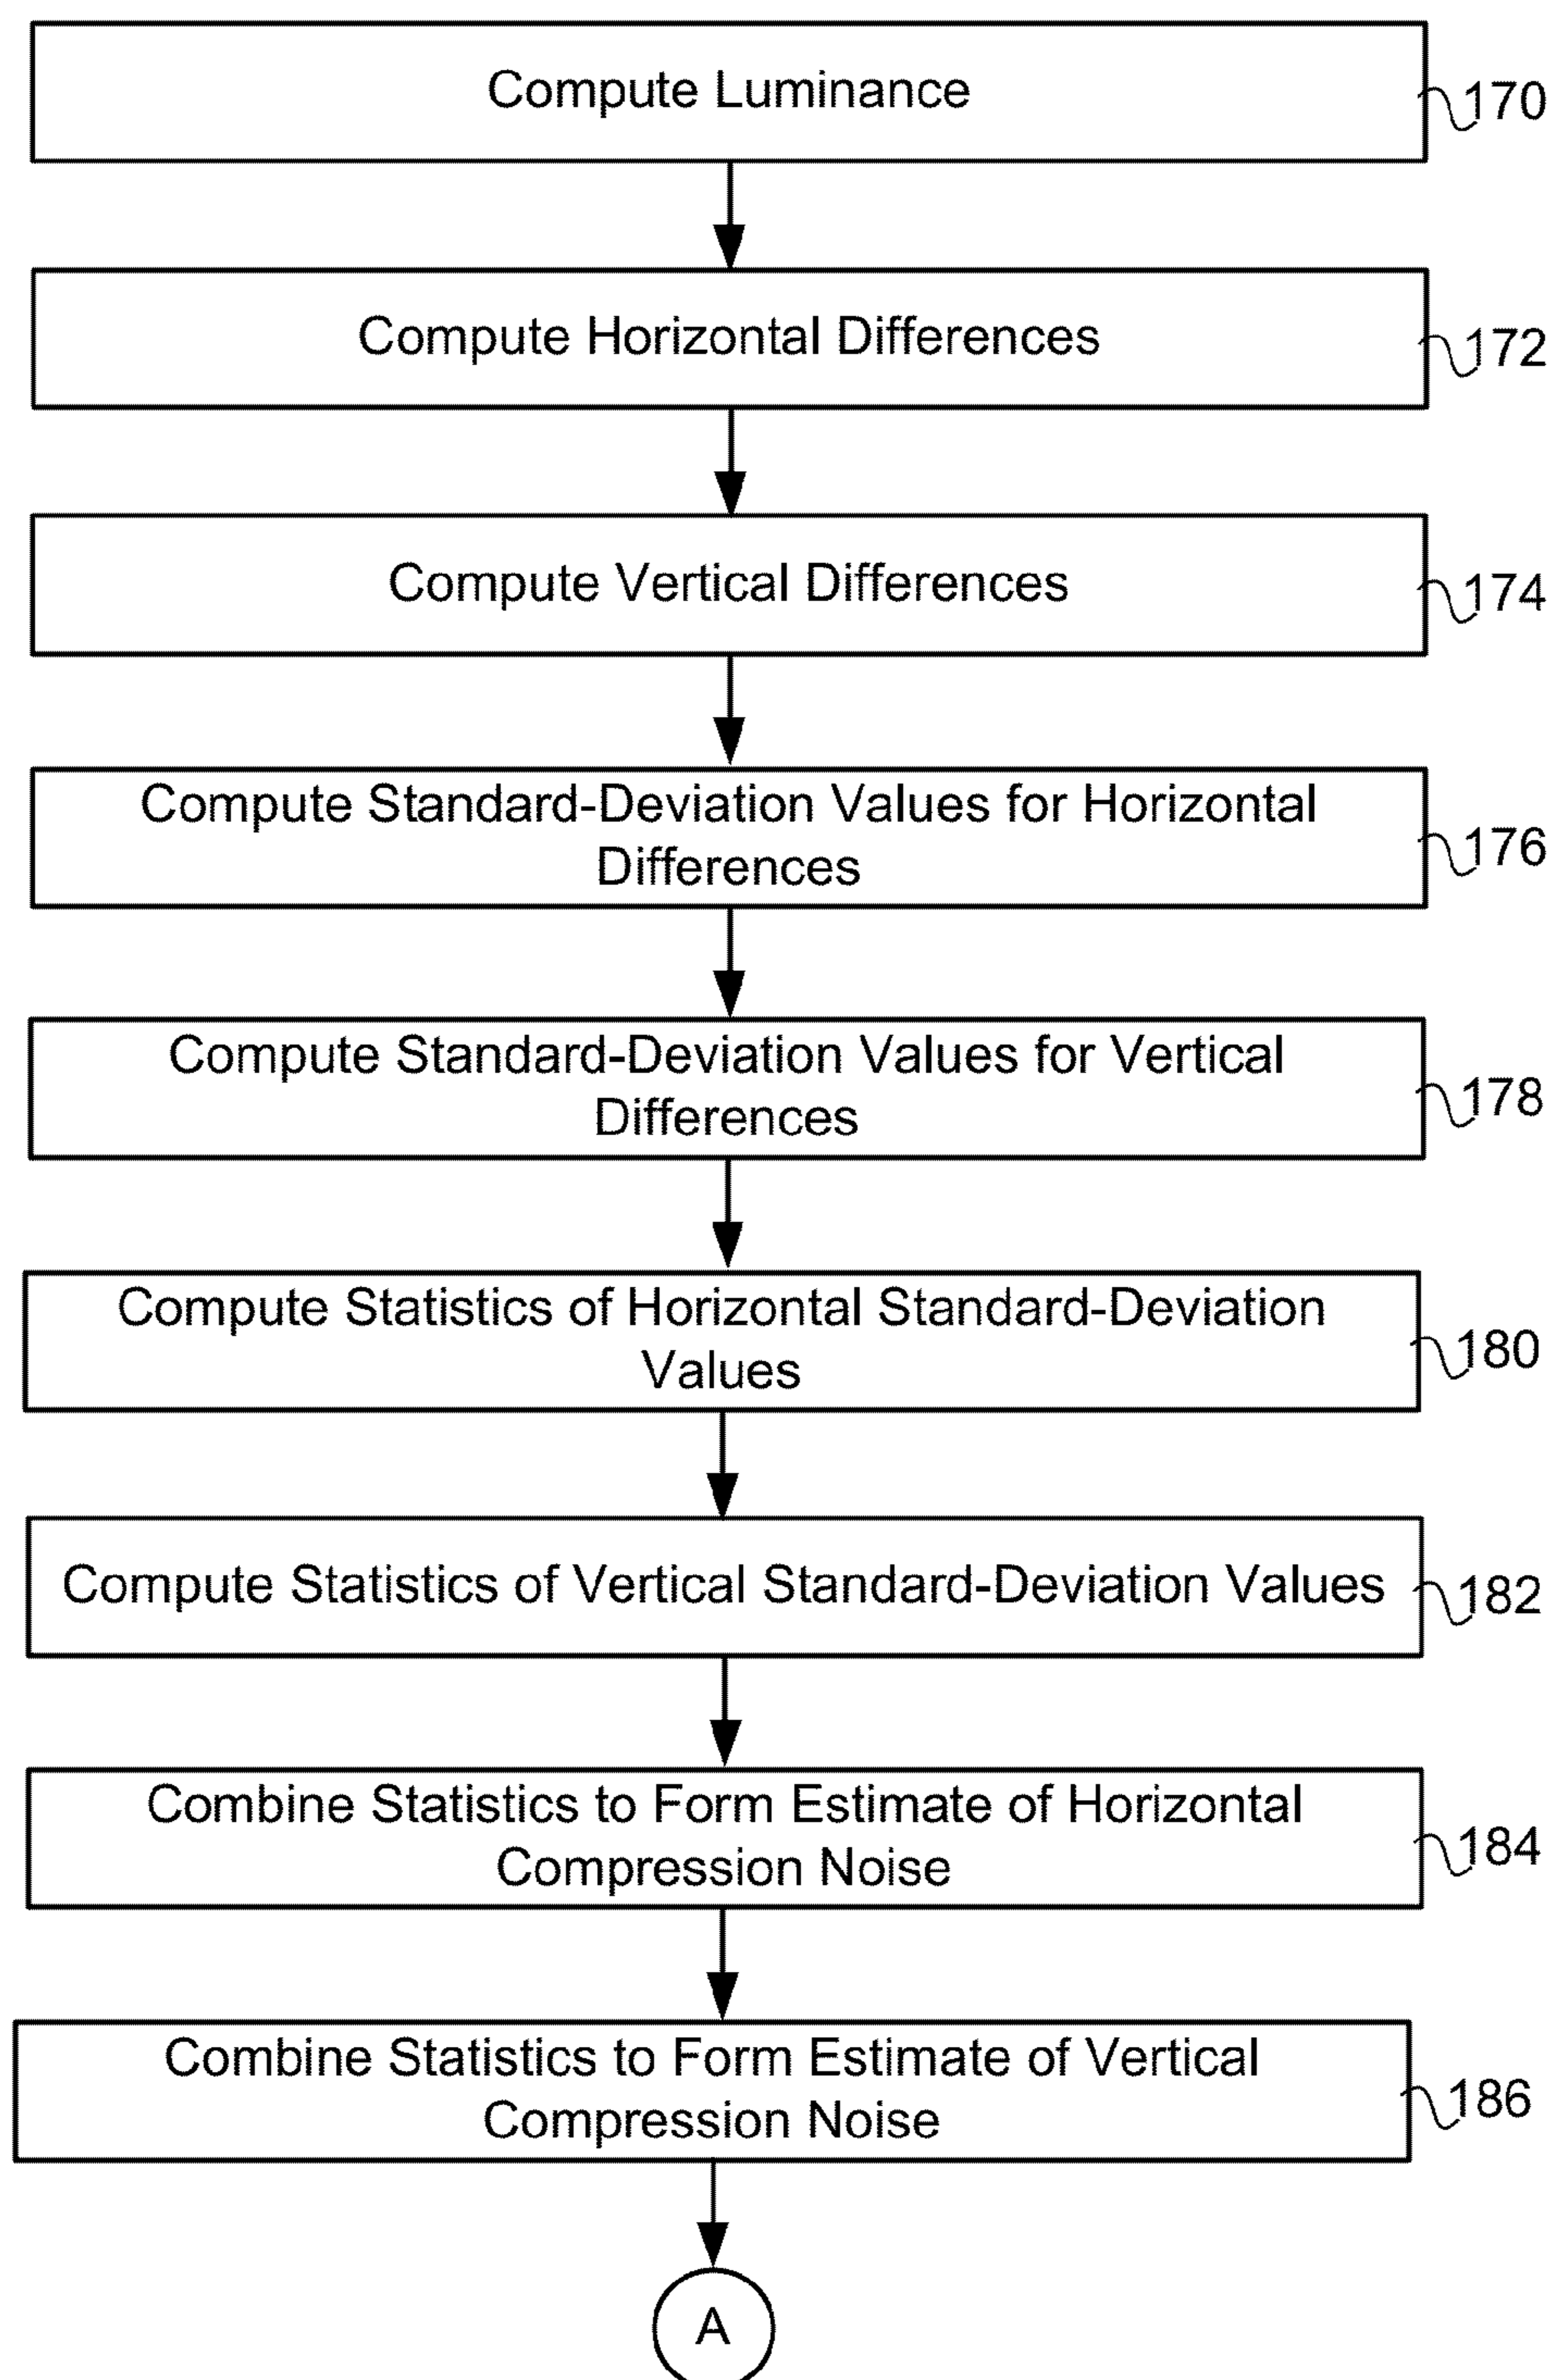 Compute Luminance
170
Compute Horizontal Differences
172
Compute Vertical Differences
174
Compute Standard-Deviation Values for Horizontal
Differences
176
Compute Standard-Deviation Values for Vertical
Differences
178
Compute Statistics of Horizontal Standard-Deviation
Values
180
Compute Statistics of Vertical Standard-Deviation Values
182
Combine Statistics to Form Estimate of Horizontal
Compression Noise
184
Combine Statistics to Form Estimate of Vertical
Compression Noise
186
A